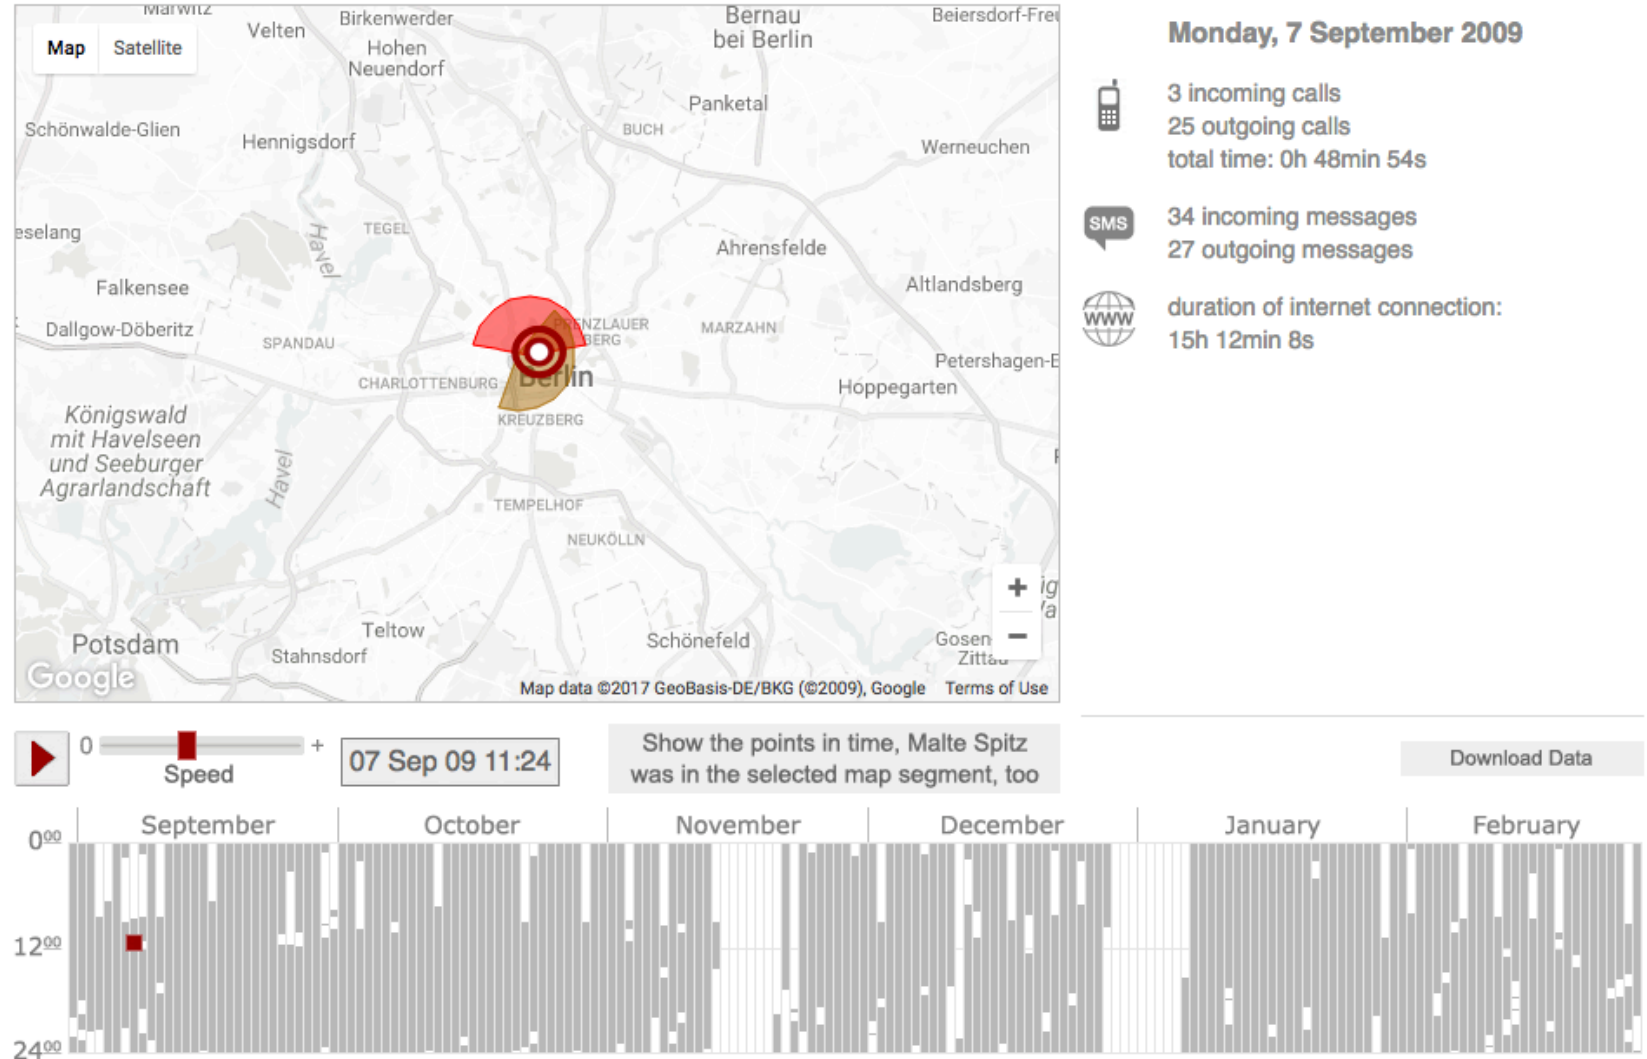 Marwitz
Velten
Birkenwerder
Bernau
bei Berlin
Map
Satellite
Hohen
Neuendorf
Panketal
Schönwalde-Glien
Hennigsdorf
BUCH
Werneuchen
Havel
TEGEL
Ahrensfelde
Falkensee
Altlandsberg
Dallgow-Döberitz
SPANDAU
PRENZLAUER
BERG
MARZAHN
CHARLOTTENBURG
Berlin
Hoppegarten
Petershagen-E
KREUZBERG
Königswald
mit Havelseen
und Seeburger
Agrarlandschaft
Havel
TEMPELHOF
NEUKÖLLN
+
−
Potsdam
Teltow
Stahnsdorf
Schönefeld
Gosen-
Zittau
Google
Map data ©2017 GeoBasis-DE/BKG (©2009), Google
Terms of Use
Monday, 7 September 2009
3 incoming calls
25 outgoing calls
total time: 0h 48min 54s
SMS
34 incoming messages
27 outgoing messages
WWW
duration of internet connection:
15h 12min 8s
0
+
Speed
07 Sep 09 11:24
Show the points in time, Malte Spitz
was in the selected map segment, too
Download Data
September October November December January February
0⁰⁰
12⁰⁰
24⁰⁰